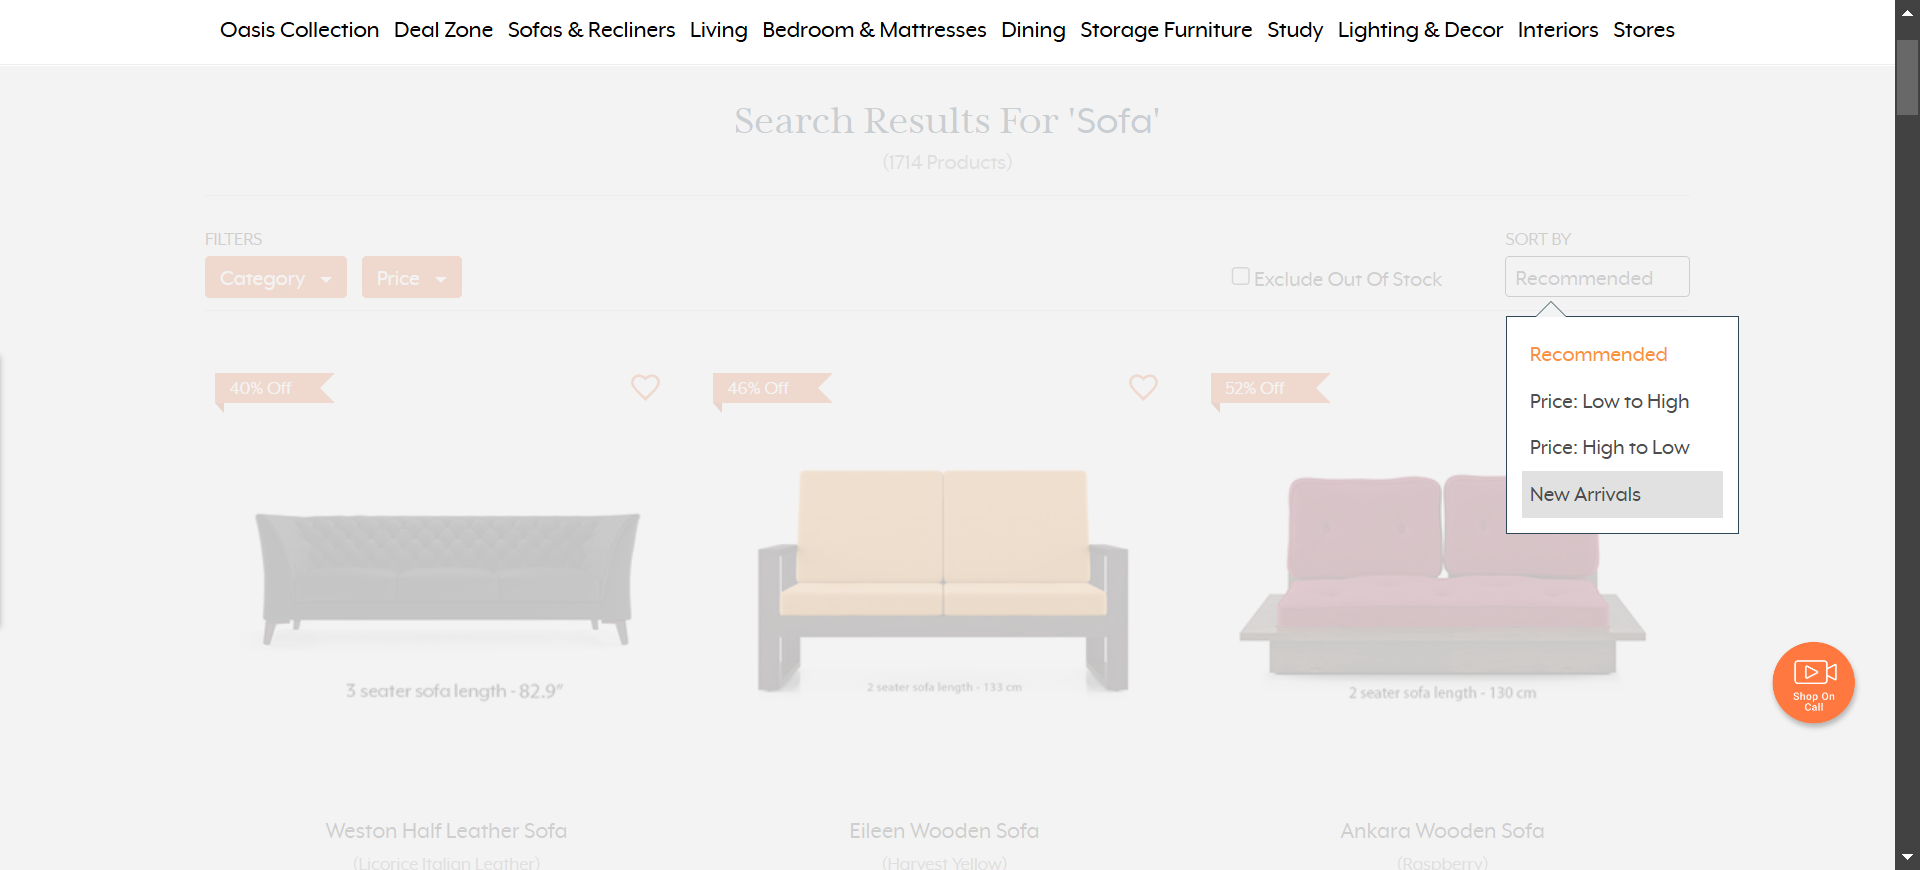 Oasis Collection Deal Zone Sofas & Recliners Living Bedroom & Mattresses Dining Storage Furniture Study Lighting & Decor Interiors Stores
Search Results For 'Sofa'
(1714 Products)
FILTERS
SORT BY
Category Price
Exclude Out Of Stock
Recommended
Recommended
Price: Low to High
Price: High to Low
New Arrivals
40% Off
46% Off
52% Off
3 seater sofa length - 82.9"
2 seater sofa length - 133 cm
2 seater sofa length - 130 cm
Shop On
Call
Weston Half Leather Sofa
Eileen Wooden Sofa
Ankara Wooden Sofa
(Licorice Italian Leather)
(Harvest Yellow)
(Raspberry)